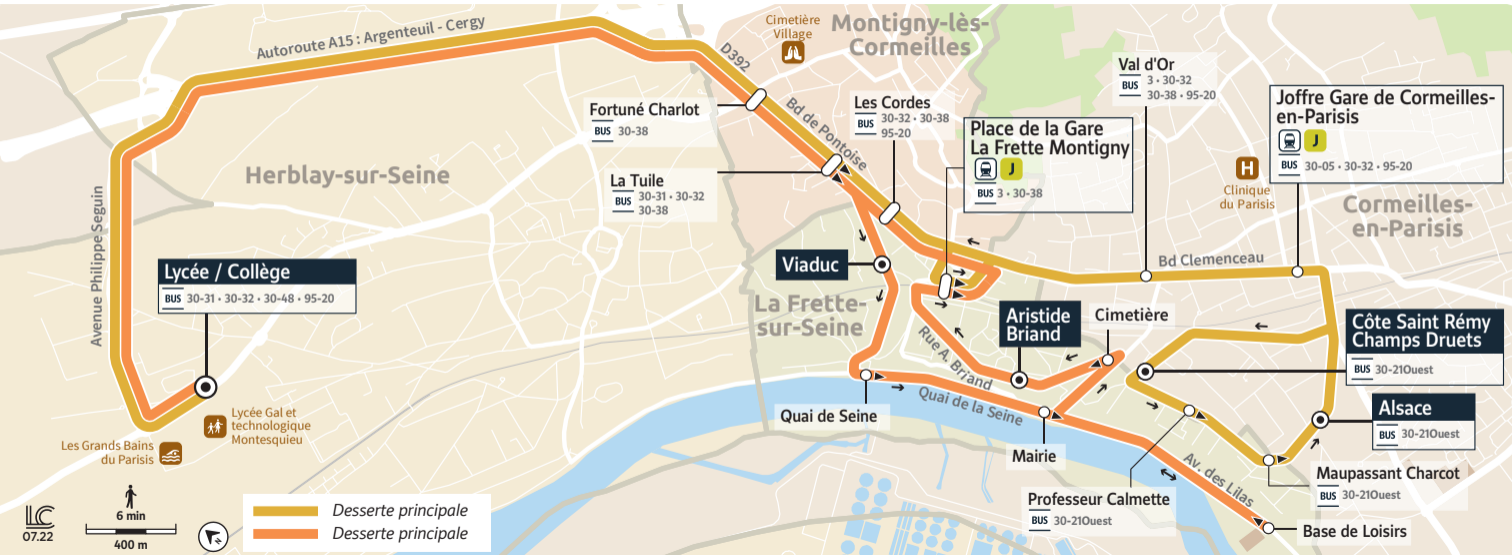 Autoroute A15 : Argenteuil - Cergy
D392
Cimetière
Village
Montigny-lès-
Cormeilles
Bd de Pontoise
Fortuné Charlot
BUS 30-38
La Tuile
BUS 30-31 • 30-32
30-38
Les Cordes
BUS 30-32 • 30-38
95-20
Place de la Gare
La Frette Montigny
J
BUS 3 • 30-38
Val d'Or
BUS 3 • 30-32
30-38 • 95-20
Joffre Gare de Cormeilles-
en-Parisis
J
BUS 30-05 • 30-32 • 95-20
H
Clinique
du Parisis
Cormeilles-
en-Parisis
Bd Clemenceau
Herblay-sur-Seine
Avenue Philippe Seguin
Lycée / Collège
BUS 30-31 • 30-32 • 30-48 • 95-20
Viaduc
La Frette-
sur-Seine
Aristide
Briand
Cimetière
Rue A. Briand
Côte Saint Rémy
Champs Druets
BUS 30-21Ouest
Alsace
BUS 30-21Ouest
Quai de Seine
Quai de la Seine
Mairie
Av. des Lilas
Professeur Calmette
BUS 30-21Ouest
Maupassant Charcot
BUS 30-21Ouest
Base de Loisirs
Lycée Gal et
technologique
Montesquieu
Les Grands Bains
du Parisis
LC
07.22
6 min
400 m
Desserte principale
Desserte principale